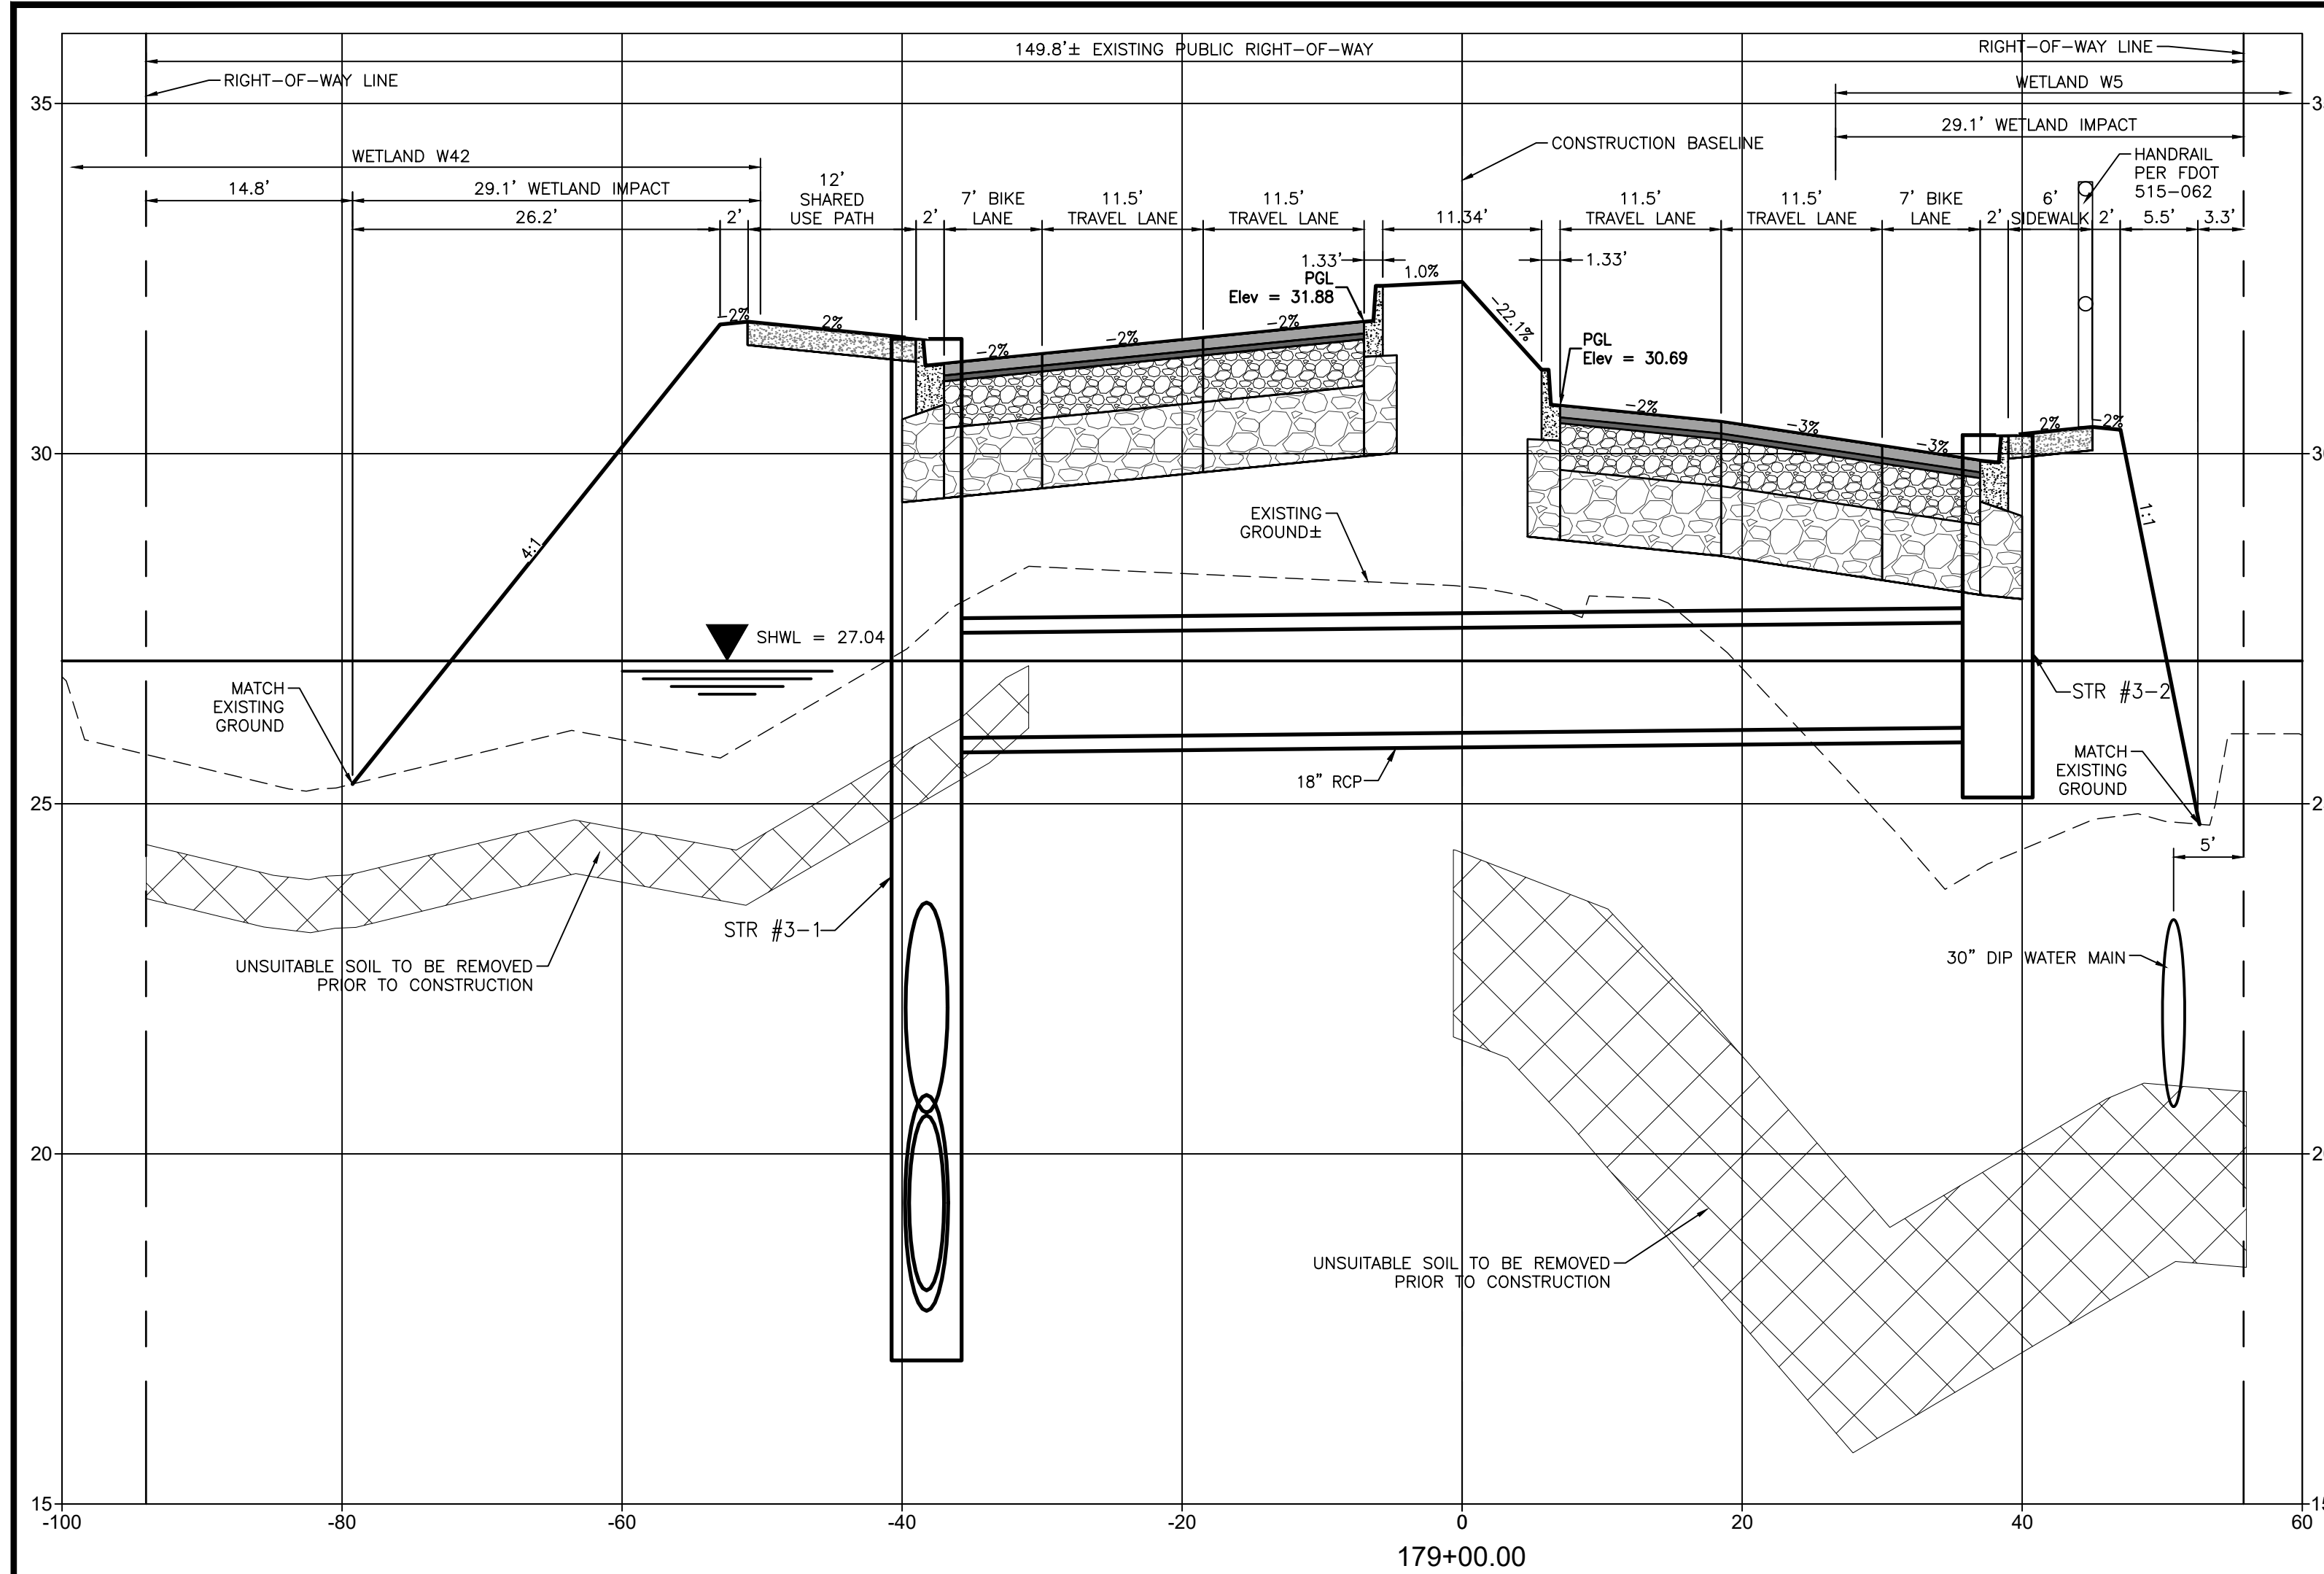 149.8'± EXISTING PUBLIC RIGHT-OF-WAY
RIGHT-OF-WAY LINE
RIGHT-OF-WAY LINE
WETLAND W5
35
3
29.1' WETLAND IMPACT
CONSTRUCTION BASELINE
WETLAND W42
HANDRAIL
PER FDOT
515-062
14.8'
29.1' WETLAND IMPACT
12'
SHARED
USE PATH
7' BIKE
LANE
11.5'
TRAVEL LANE
11.5'
TRAVEL LANE
11.34'
11.5'
TRAVEL LANE
11.5'
TRAVEL LANE
7' BIKE
LANE
6'
SIDEWALK
26.2'
2'
2'
2'
2'
5.5'
3.3'
1.33'
1.33'
PGL
Elev = 31.88
1.0%
-22.1%
-2%
2%
-2%
-2%
-2%
PGL
Elev = 30.69
-2%
-3%
-3%
2%
-2%
30
3
4:1
1:1
EXISTING
GROUND±
SHWL = 27.04
MATCH
EXISTING
GROUND
STR #3-2
MATCH
EXISTING
GROUND
18" RCP
25
2
5'
STR #3-1
UNSUITABLE SOIL TO BE REMOVED
PRIOR TO CONSTRUCTION
30" DIP WATER MAIN
20
2
UNSUITABLE SOIL TO BE REMOVED
PRIOR TO CONSTRUCTION
15
15
-100
-80
-60
-40
-20
0
20
40
60
179+00.00